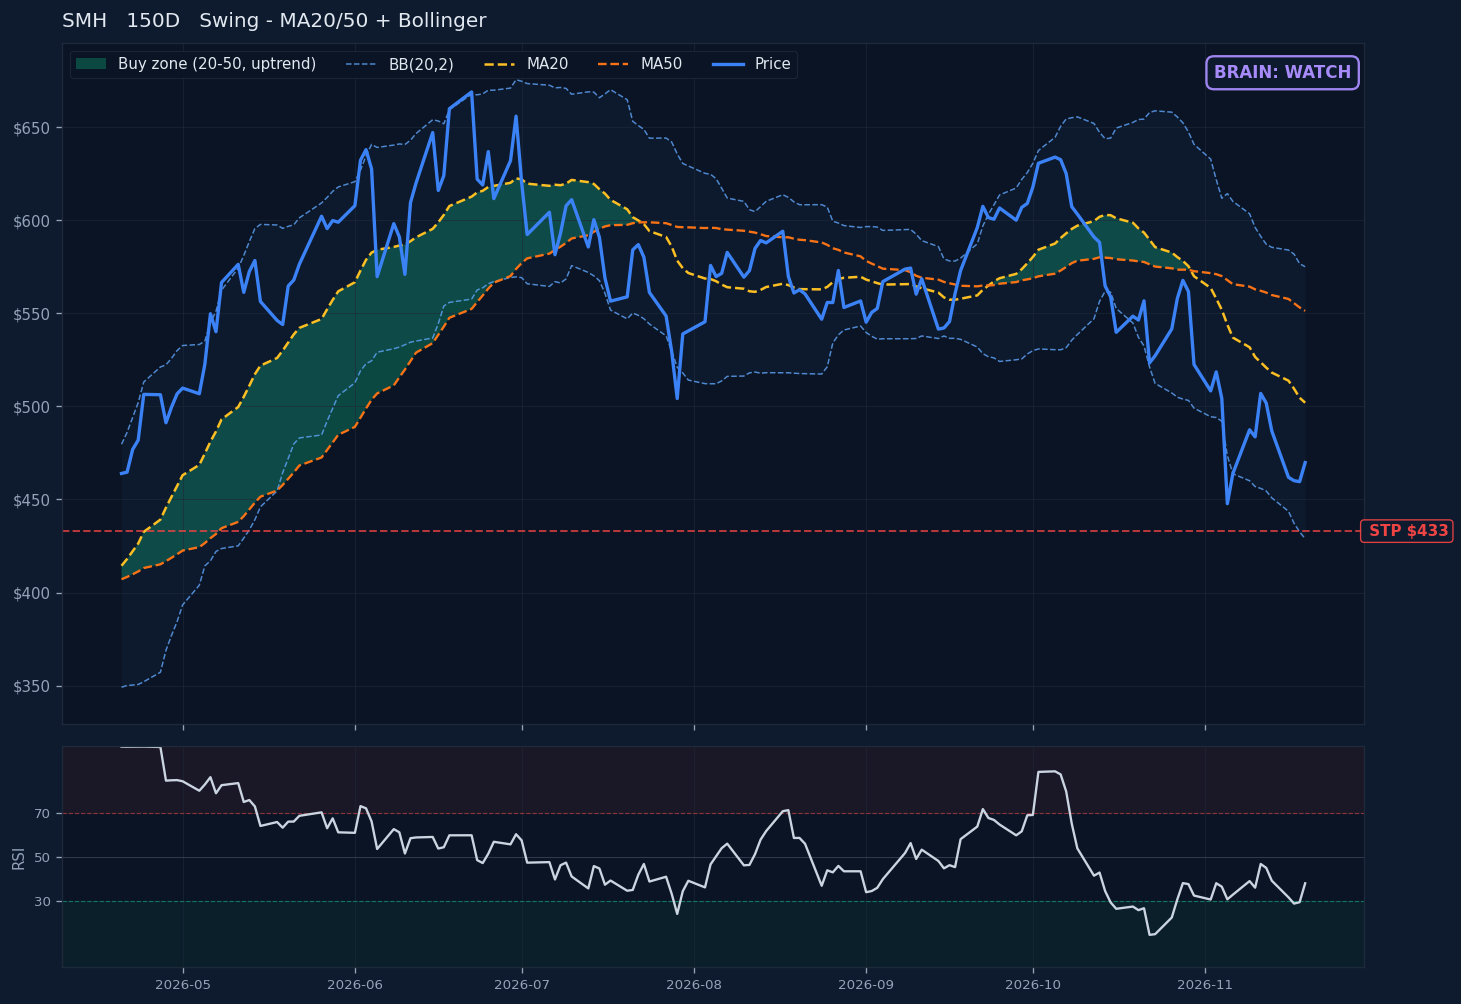 SMH   150D   Swing - MA20/50 + Bollinger
Buy zone (20-50, uptrend)   BB(20,2)   MA20   MA50   Price
BRAIN: WATCH
$650
$600
$550
$500
$450
STP $433
$400
$350
70
50
30
RSI
2026-05   2026-06   2026-07   2026-08   2026-09   2026-10   2026-11